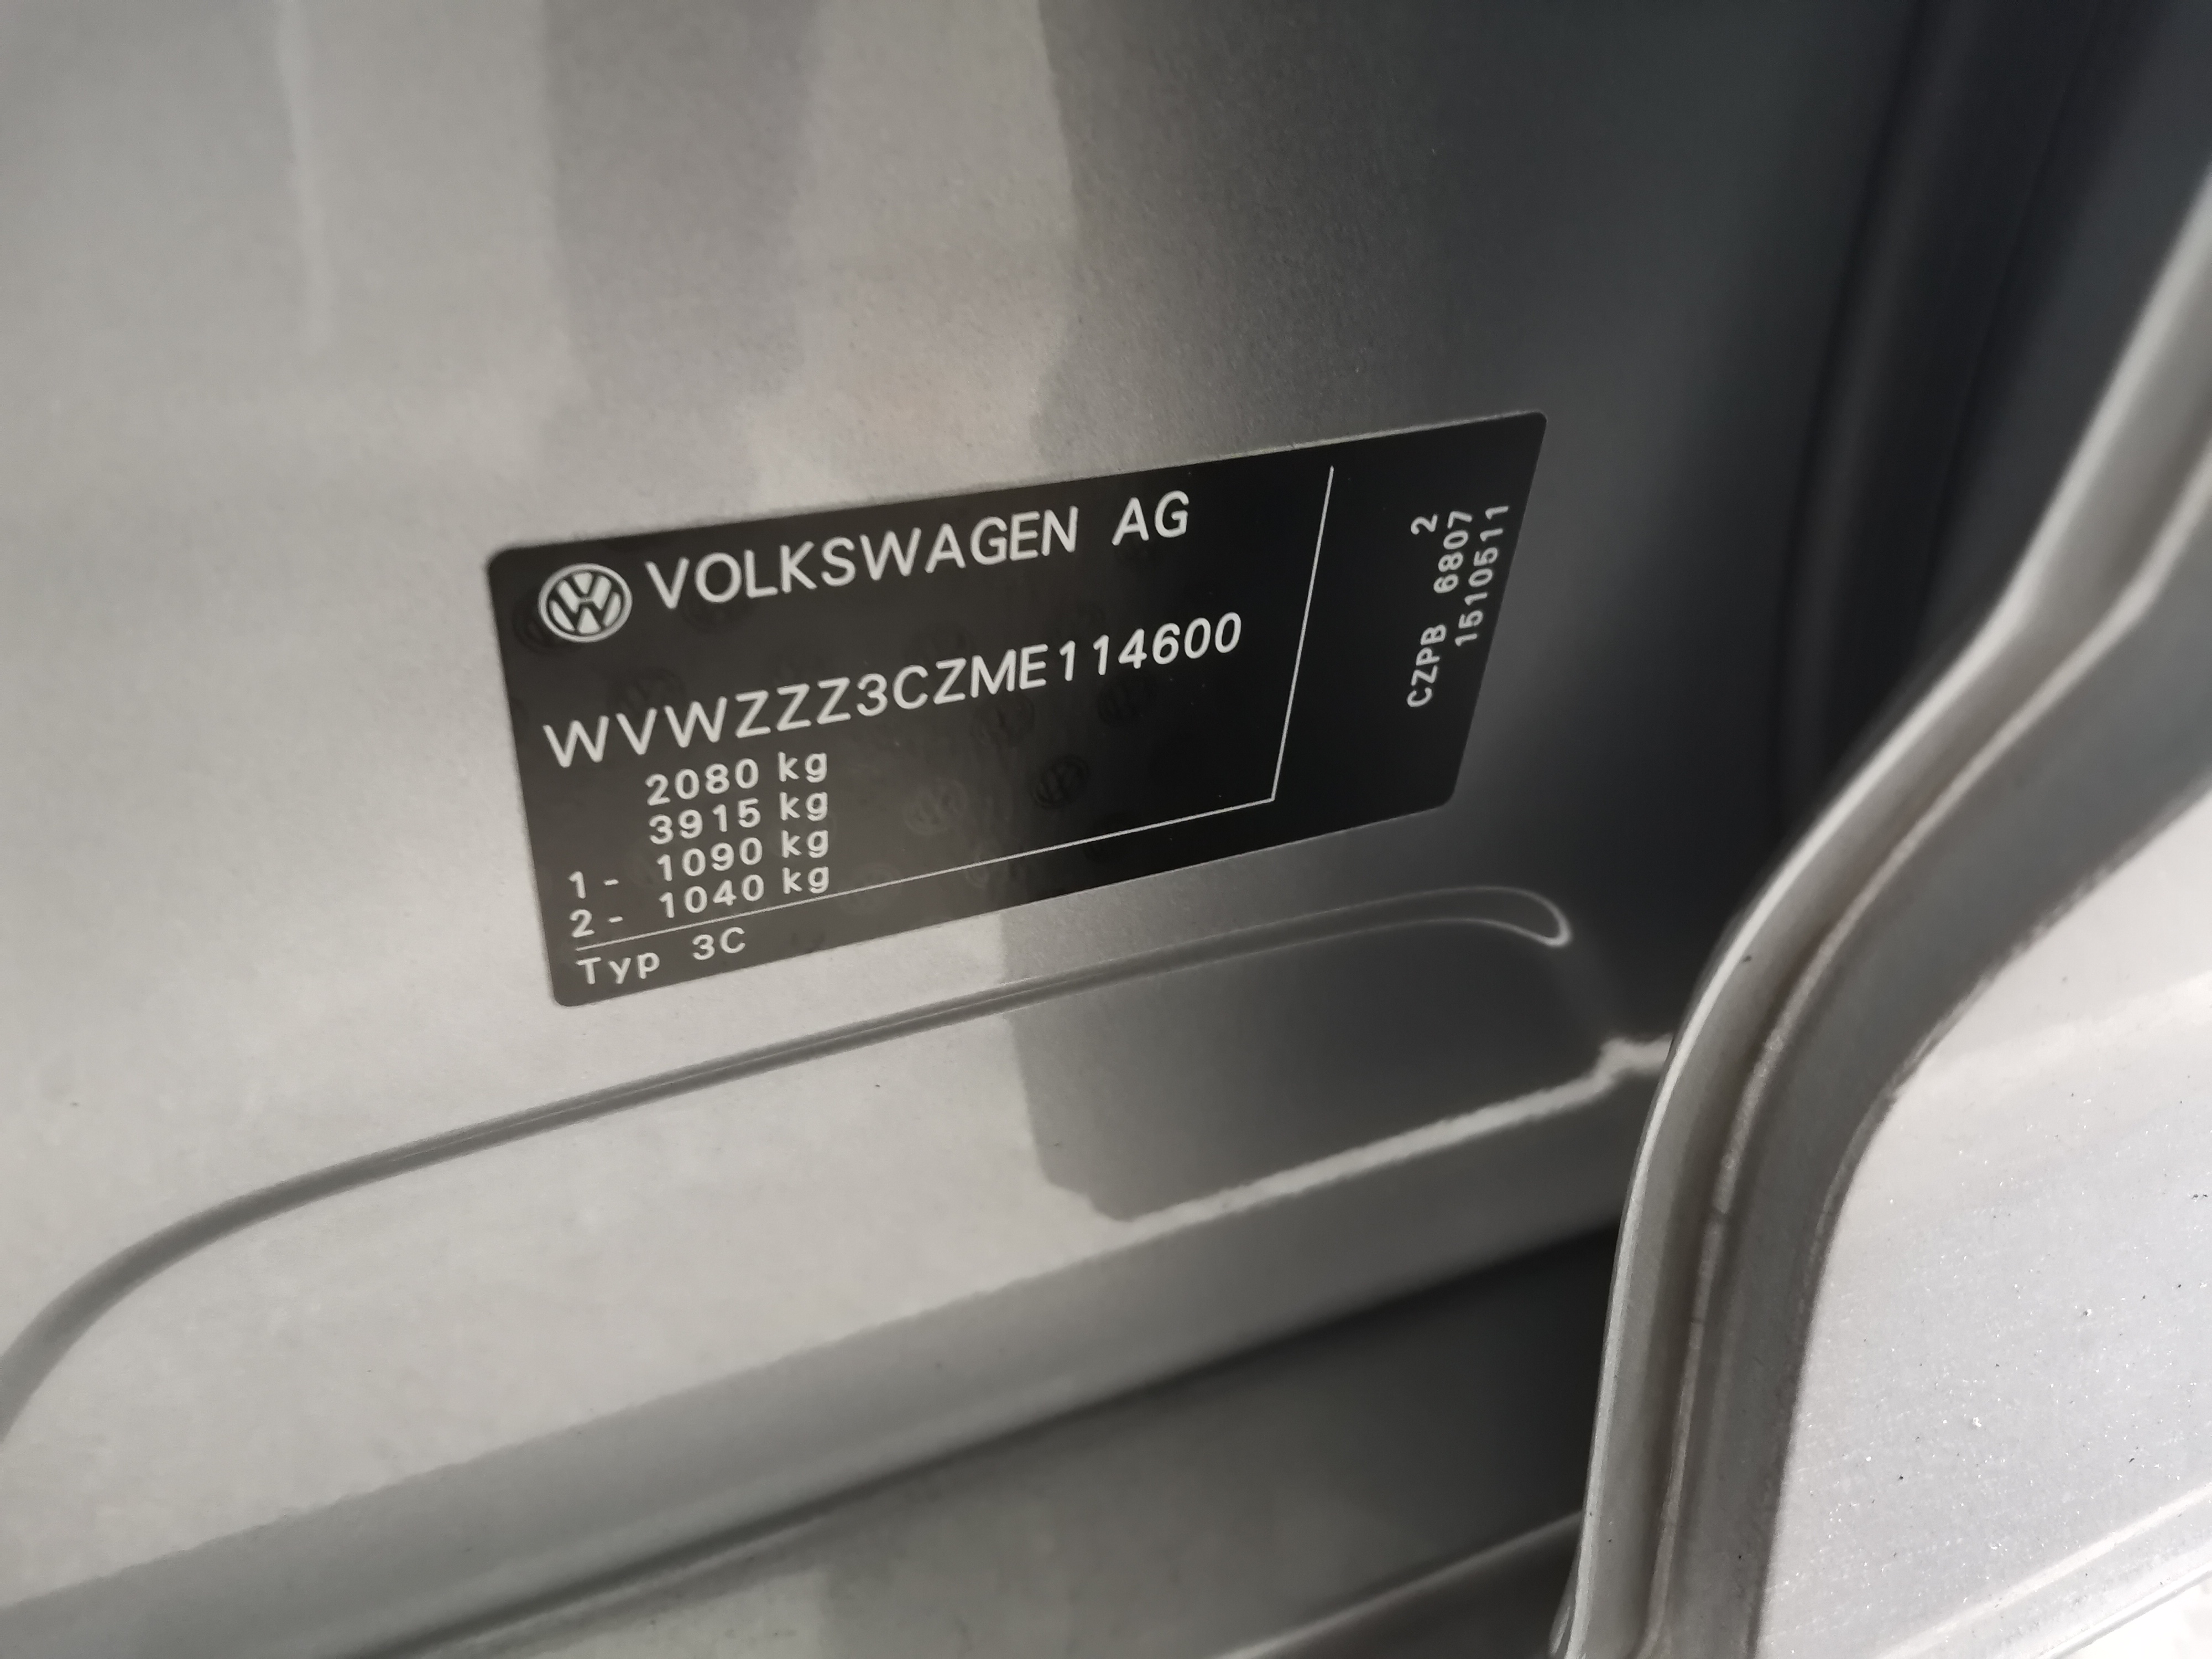 VOLKSWAGEN AG
WVWZZZ3CZME114600
2080 kg
3915 kg
1- 1090 kg
2- 1040 kg
Typ 3C
2
CZPB 6807
1510511